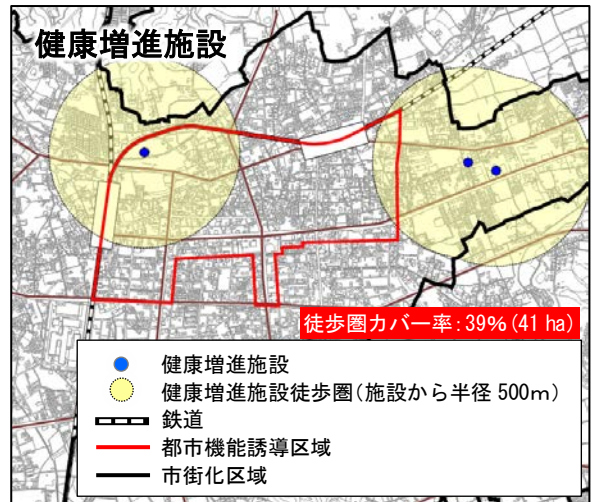 健康増進施設
徒歩圏カバー率：39%（41 ha）
健康増進施設
健康増進施設徒歩圏（施設から半径 500m）
鉄道
都市機能誘導区域
市街化区域